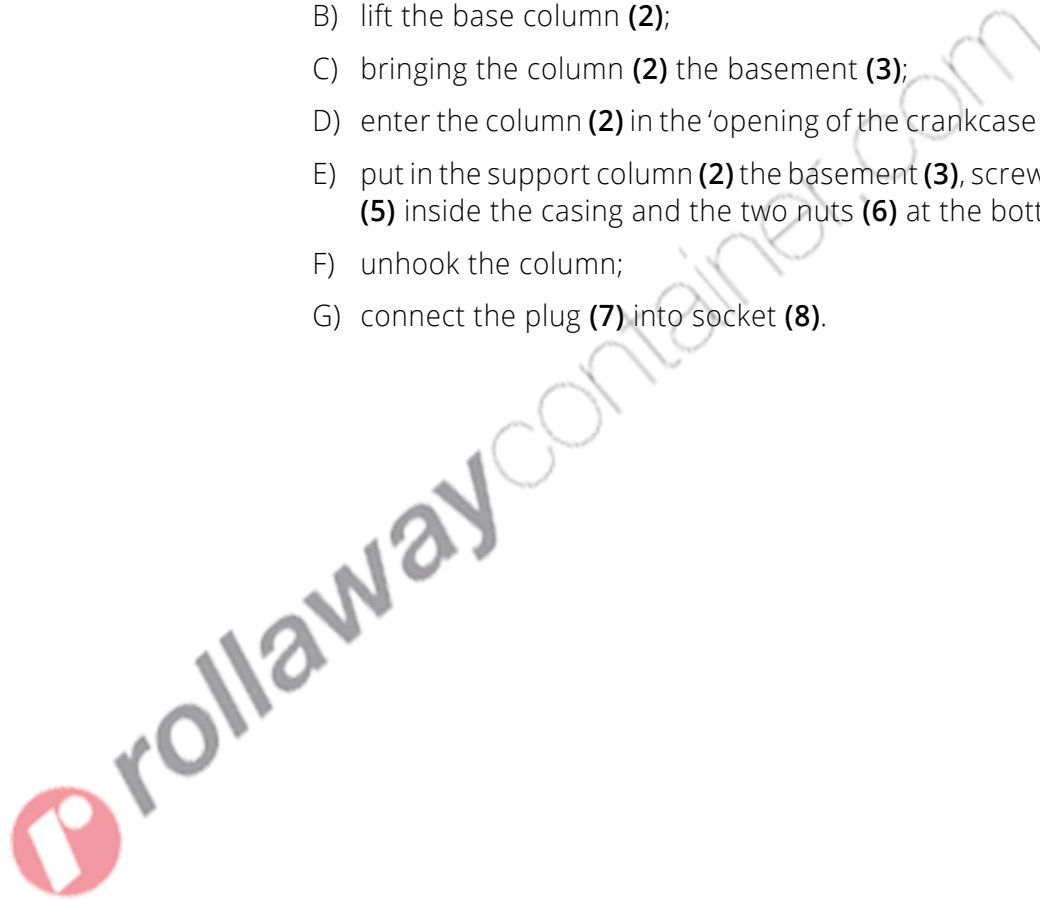 B) lift the base column (2);
C) bringing the column (2) the basement (3);
D) enter the column (2) in the ‘opening of the crankcase
E) put in the support column (2) the basement (3), screw
(5) inside the casing and the two nuts (6) at the bott
F) unhook the column;
G) connect the plug (7) into socket (8).
rollawaycontainer.com